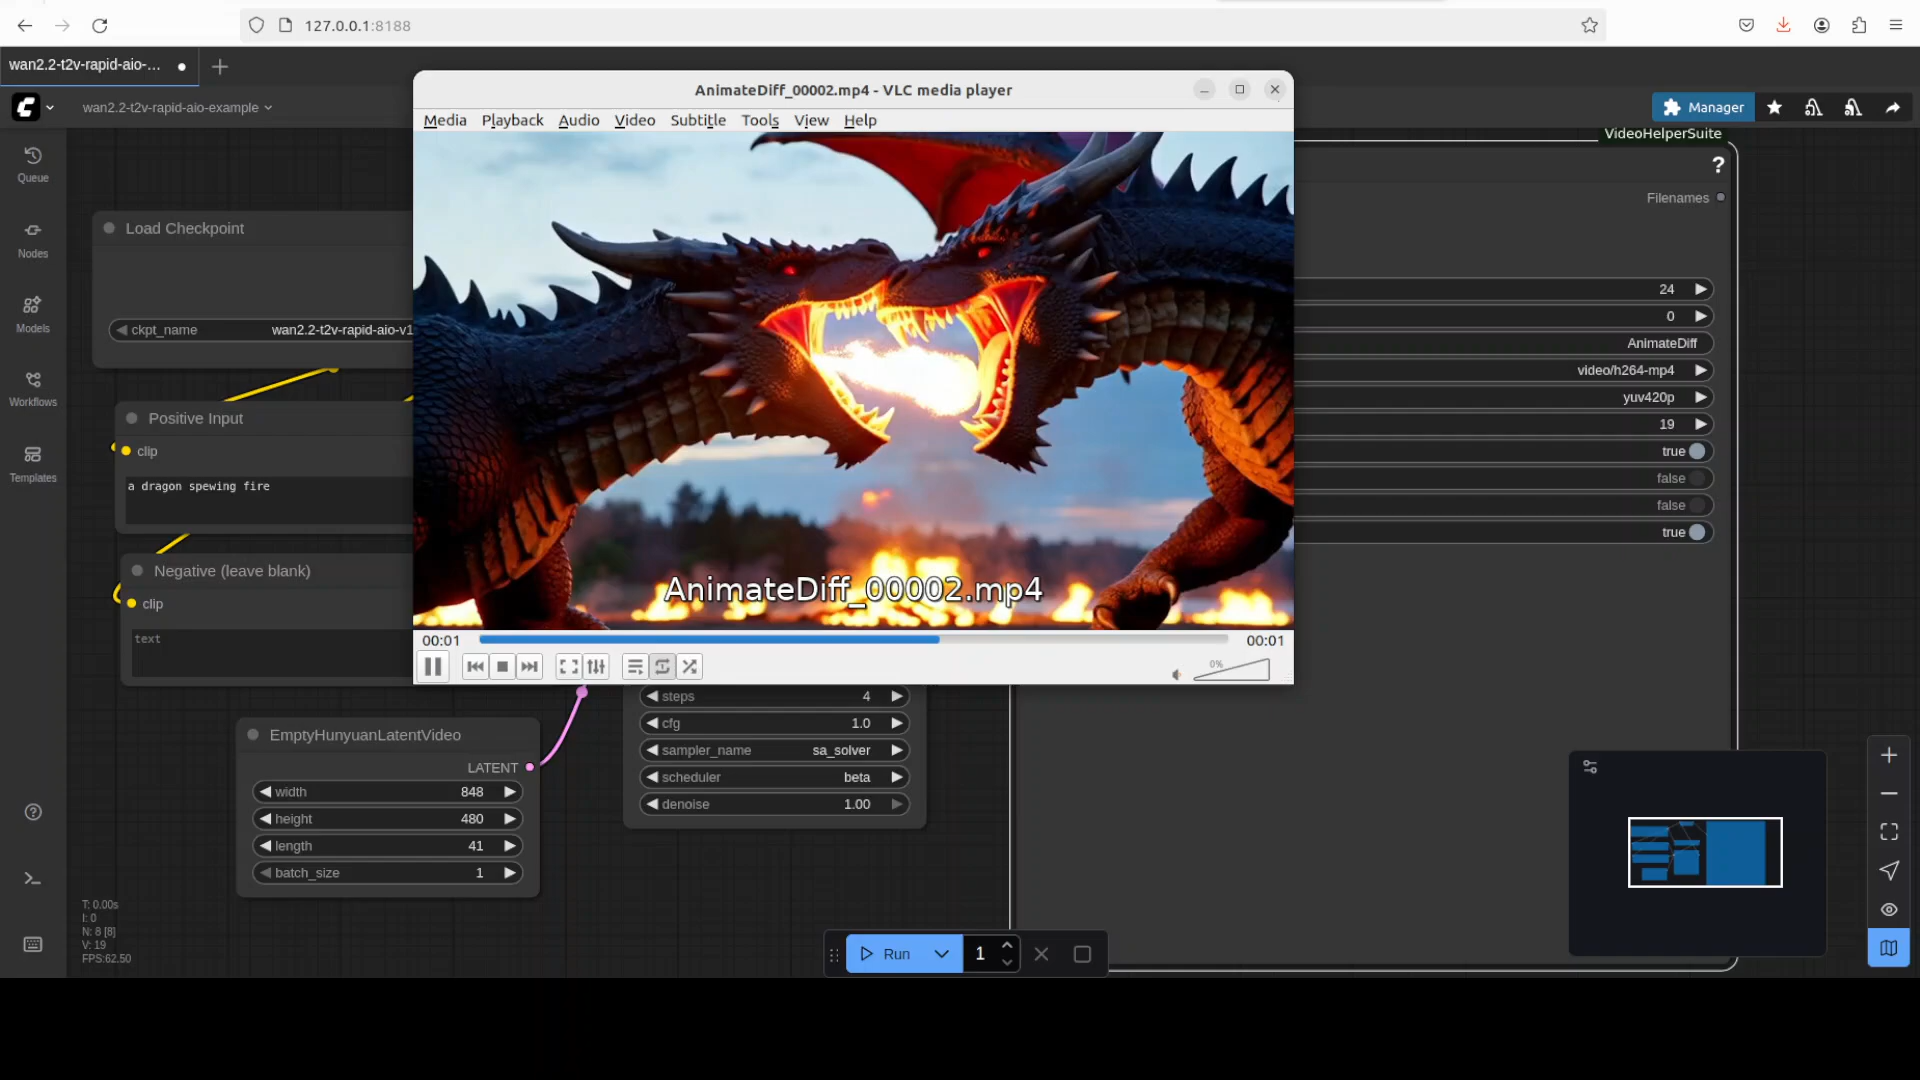 127.0.0.1:8188
wan2.2-t2v-rapid-aio-...
wan2.2-t2v-rapid-aio-example
Manager
AnimateDiff_00002.mp4 - VLC media player
Media Playback Audio Video Subtitle Tools View Help
VideoHelperSuite
?
Filenames
Queue
Nodes
Models
Workflows
Templates
Load Checkpoint
ckpt_name wan2.2-t2v-rapid-aio-v1
Positive Input
clip
a dragon spewing fire
Negative (leave blank)
clip
text
24
0
AnimateDiff
video/h264-mp4
yuv420p
19
true
false
false
true
AnimateDiff_00002.mp4
00:01
00:01
0%
steps 4
cfg 1.0
sampler_name sa_solver
scheduler beta
denoise 1.00
EmptyHunyuanLatentVideo
LATENT
width 848
height 480
length 41
batch_size 1
T: 0.00s
I: 0
N: 8 [8]
V: 19
FPS:62.50
Run
1